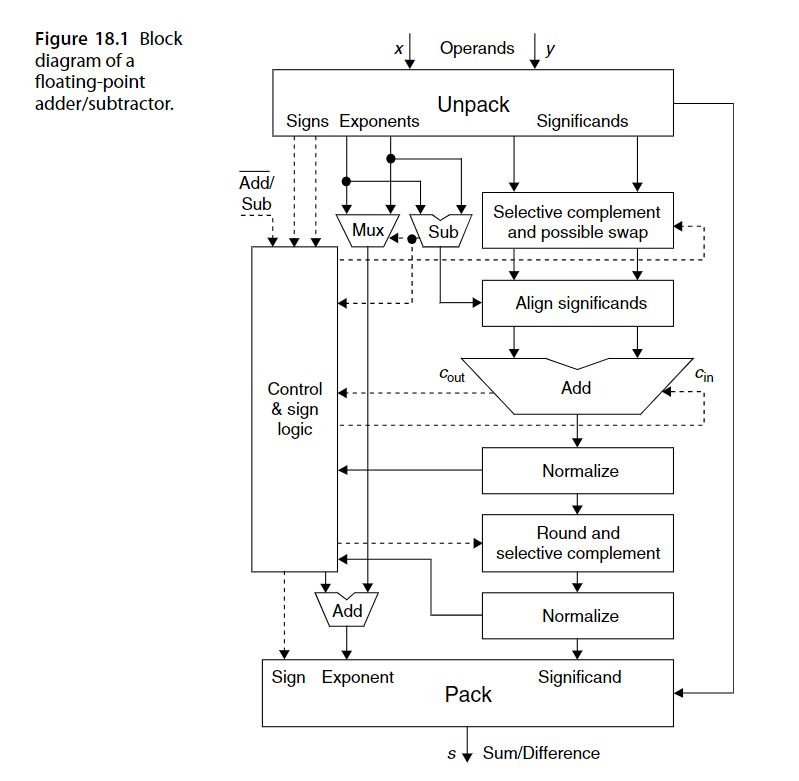 Figure 18.1 Block
diagram of a
floating-point
adder/subtractor.
x Operands y
Unpack
Signs Exponents Significands
Add/
Sub
Mux
Sub
Selective complement
and possible swap
Align significands
cout
Add
cin
Control
& sign
logic
Normalize
Round and
selective complement
Add
Normalize
Sign Exponent Significand
Pack
s Sum/Difference